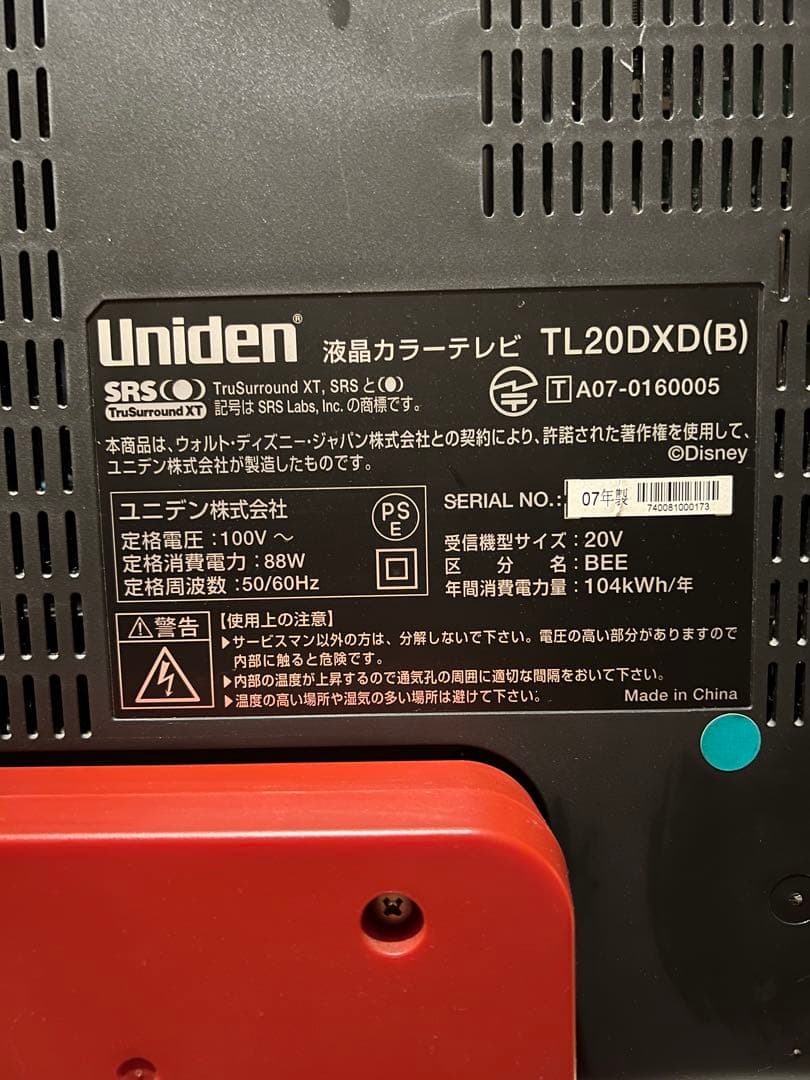 Uniden® 液晶カラーテレビ TL20DXD(B)
SRS TruSurround XT, SRS と
TruSurround XT 記号は SRS Labs, Inc. の商標です。
T A07-0160005
本商品は、ウォルト・ディズニー・ジャパン株式会社との契約により、許諾された著作権を使用して、
ユニデン株式会社が製造したものです。
©Disney
ユニデン株式会社
PS
E
定格電圧：100V ～
定格消費電力：88W
定格周波数：50/60Hz
SERIAL NO.: 07年製
740081000173
受信機型サイズ：20V
区分名：BEE
年間消費電力量：104kWh/年
⚠警告
【使用上の注意】
▶サービスマン以外の方は、分解しないで下さい。電圧の高い部分がありますので
内部に触ると危険です。
▶内部の温度が上昇するので通気孔の周囲に適切な間隔をおいて下さい。
▶温度の高い場所や湿気の多い場所は避けて下さい。
Made in China